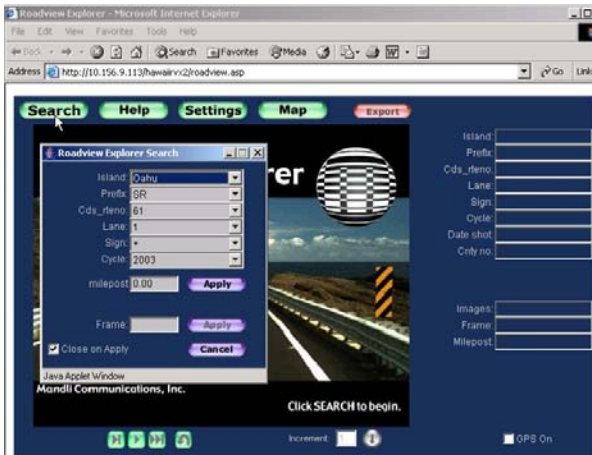 Roadview Explorer - Microsoft Internet Explorer
File Edit View Favorites Tools Help
Back Search Favorites Media
Address http://10.156.9.113/hawaiirvx2/roadview.asp Go Link
Search Help Settings Map Export
Roadview Explorer Search
Island: Oahu
Prefix: SR
Cds_rteno: 61
Lane: 1
Sign: +
Cycle: 2003
milepost 0.00 Apply
Frame: Apply
Close on Apply Cancel
Java Applet Window
rer
Mandli Communications, Inc.
Click SEARCH to begin.
Increment:
Island:
Prefix:
Cds_rteno:
Lane:
Sign:
Cycle:
Date shot:
Cnty no:
Images:
Frame:
Milepost:
GPS On